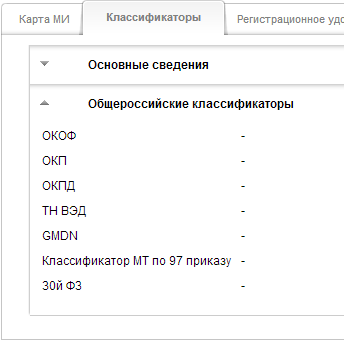 Карта МИ
Классификаторы
Регистрационное удо
Основные сведения
Общероссийские классификаторы
ОКОФ -
ОКП -
ОКПД -
ТН ВЭД -
GMDN -
Классификатор МТ по 97 приказу -
30й ФЗ -